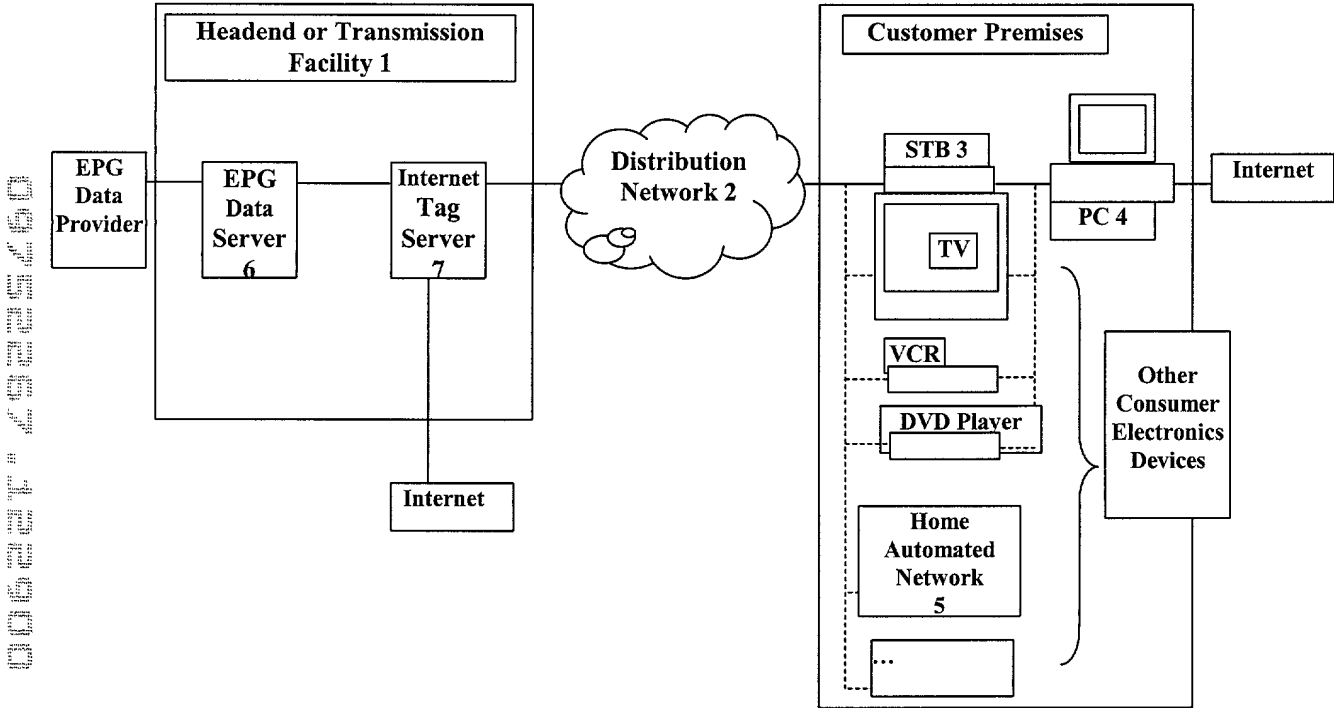 Headend or Transmission
Facility 1
EPG
Data
Provider
EPG
Data
Server
6
Internet
Tag
Server
7
Internet
Distribution
Network 2
Customer Premises
STB 3
TV
PC 4
Internet
VCR
DVD Player
Home
Automated
Network
5
...
Other
Consumer
Electronics
Devices